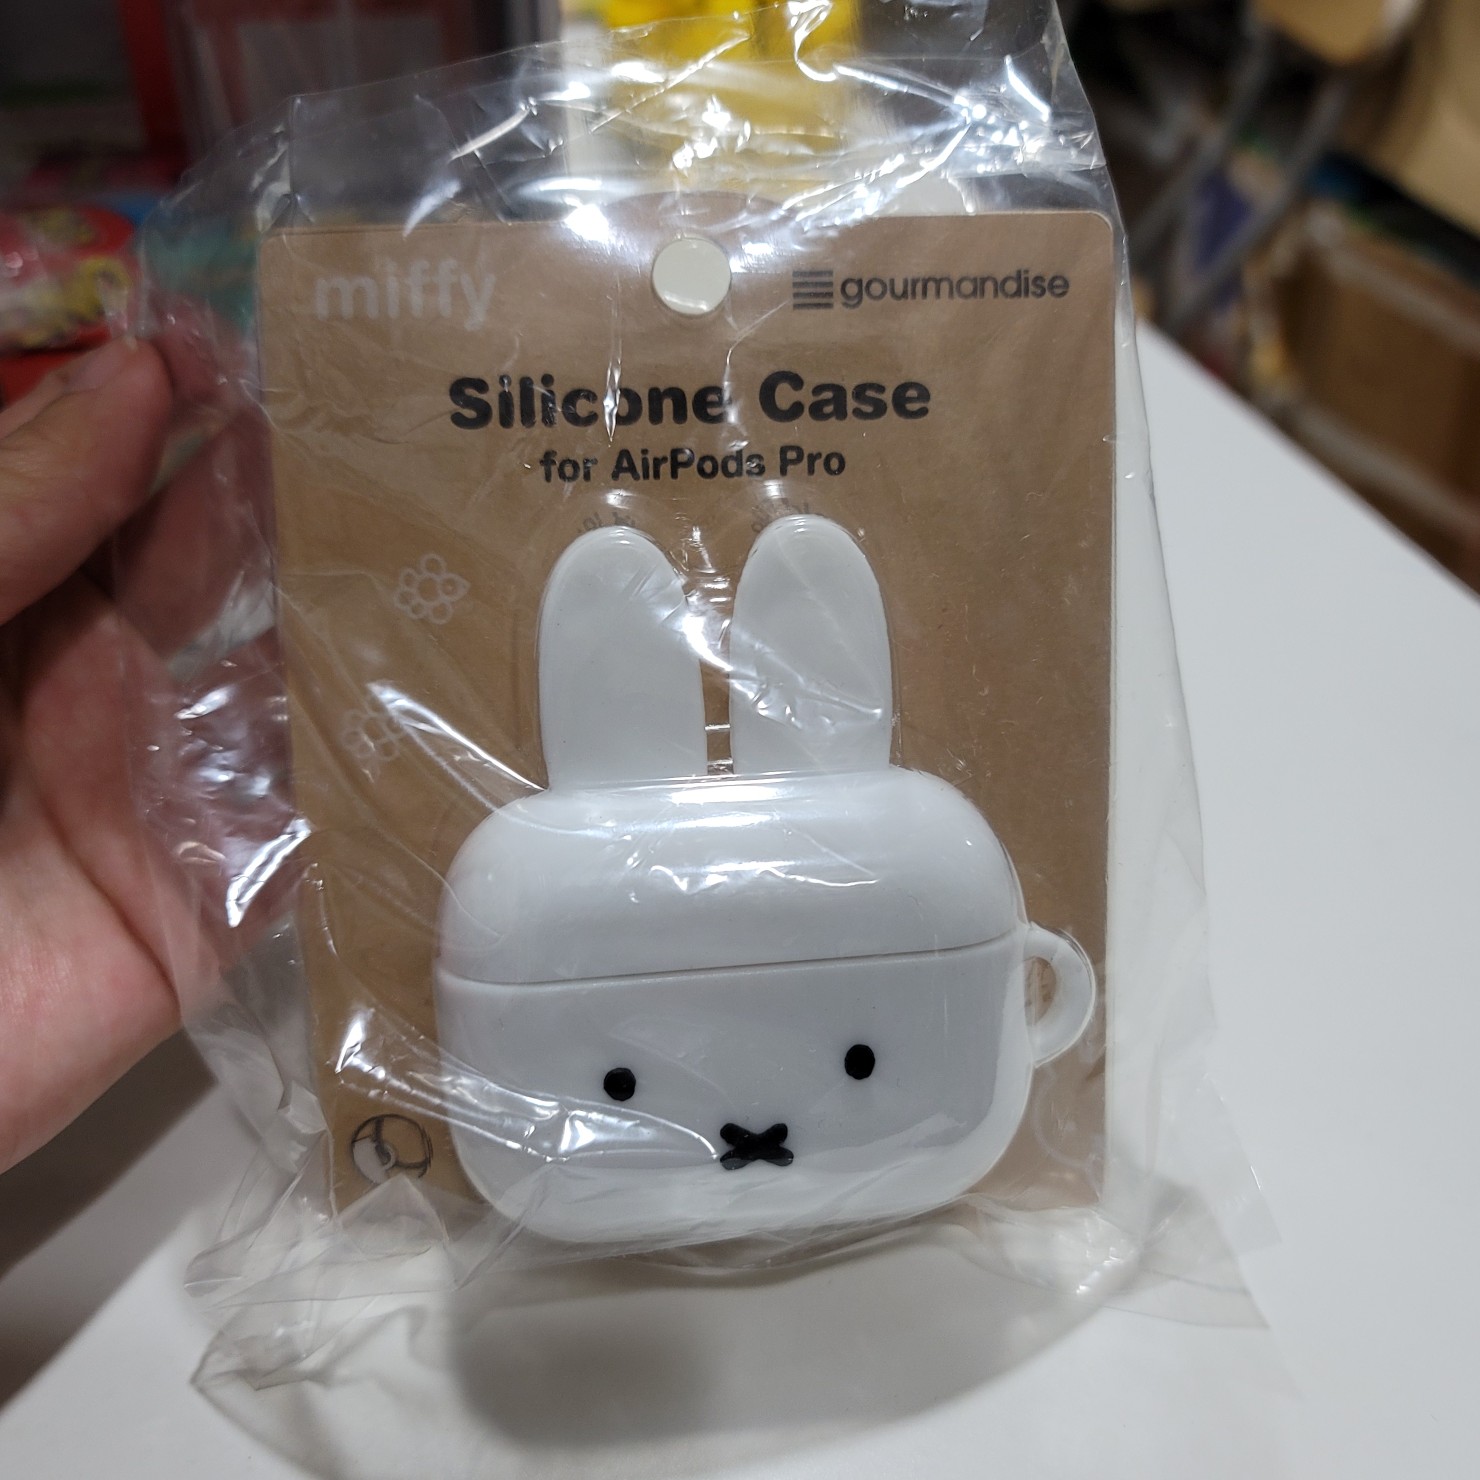 miffy
gourmandise
Silicone Case
for AirPods Pro